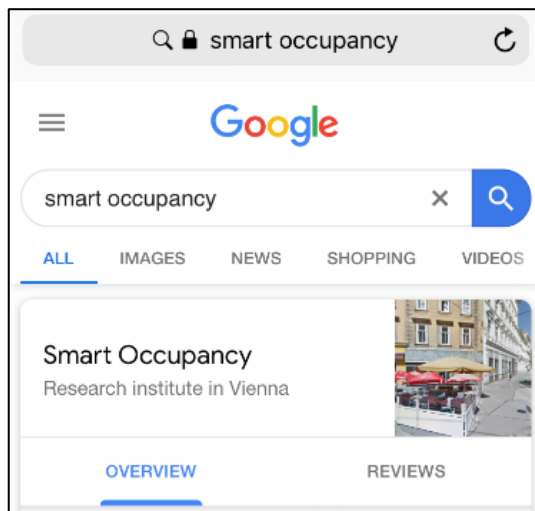 smart occupancy
Google
smart occupancy
ALL IMAGES NEWS SHOPPING VIDEOS
Smart Occupancy
Research institute in Vienna
OVERVIEW REVIEWS